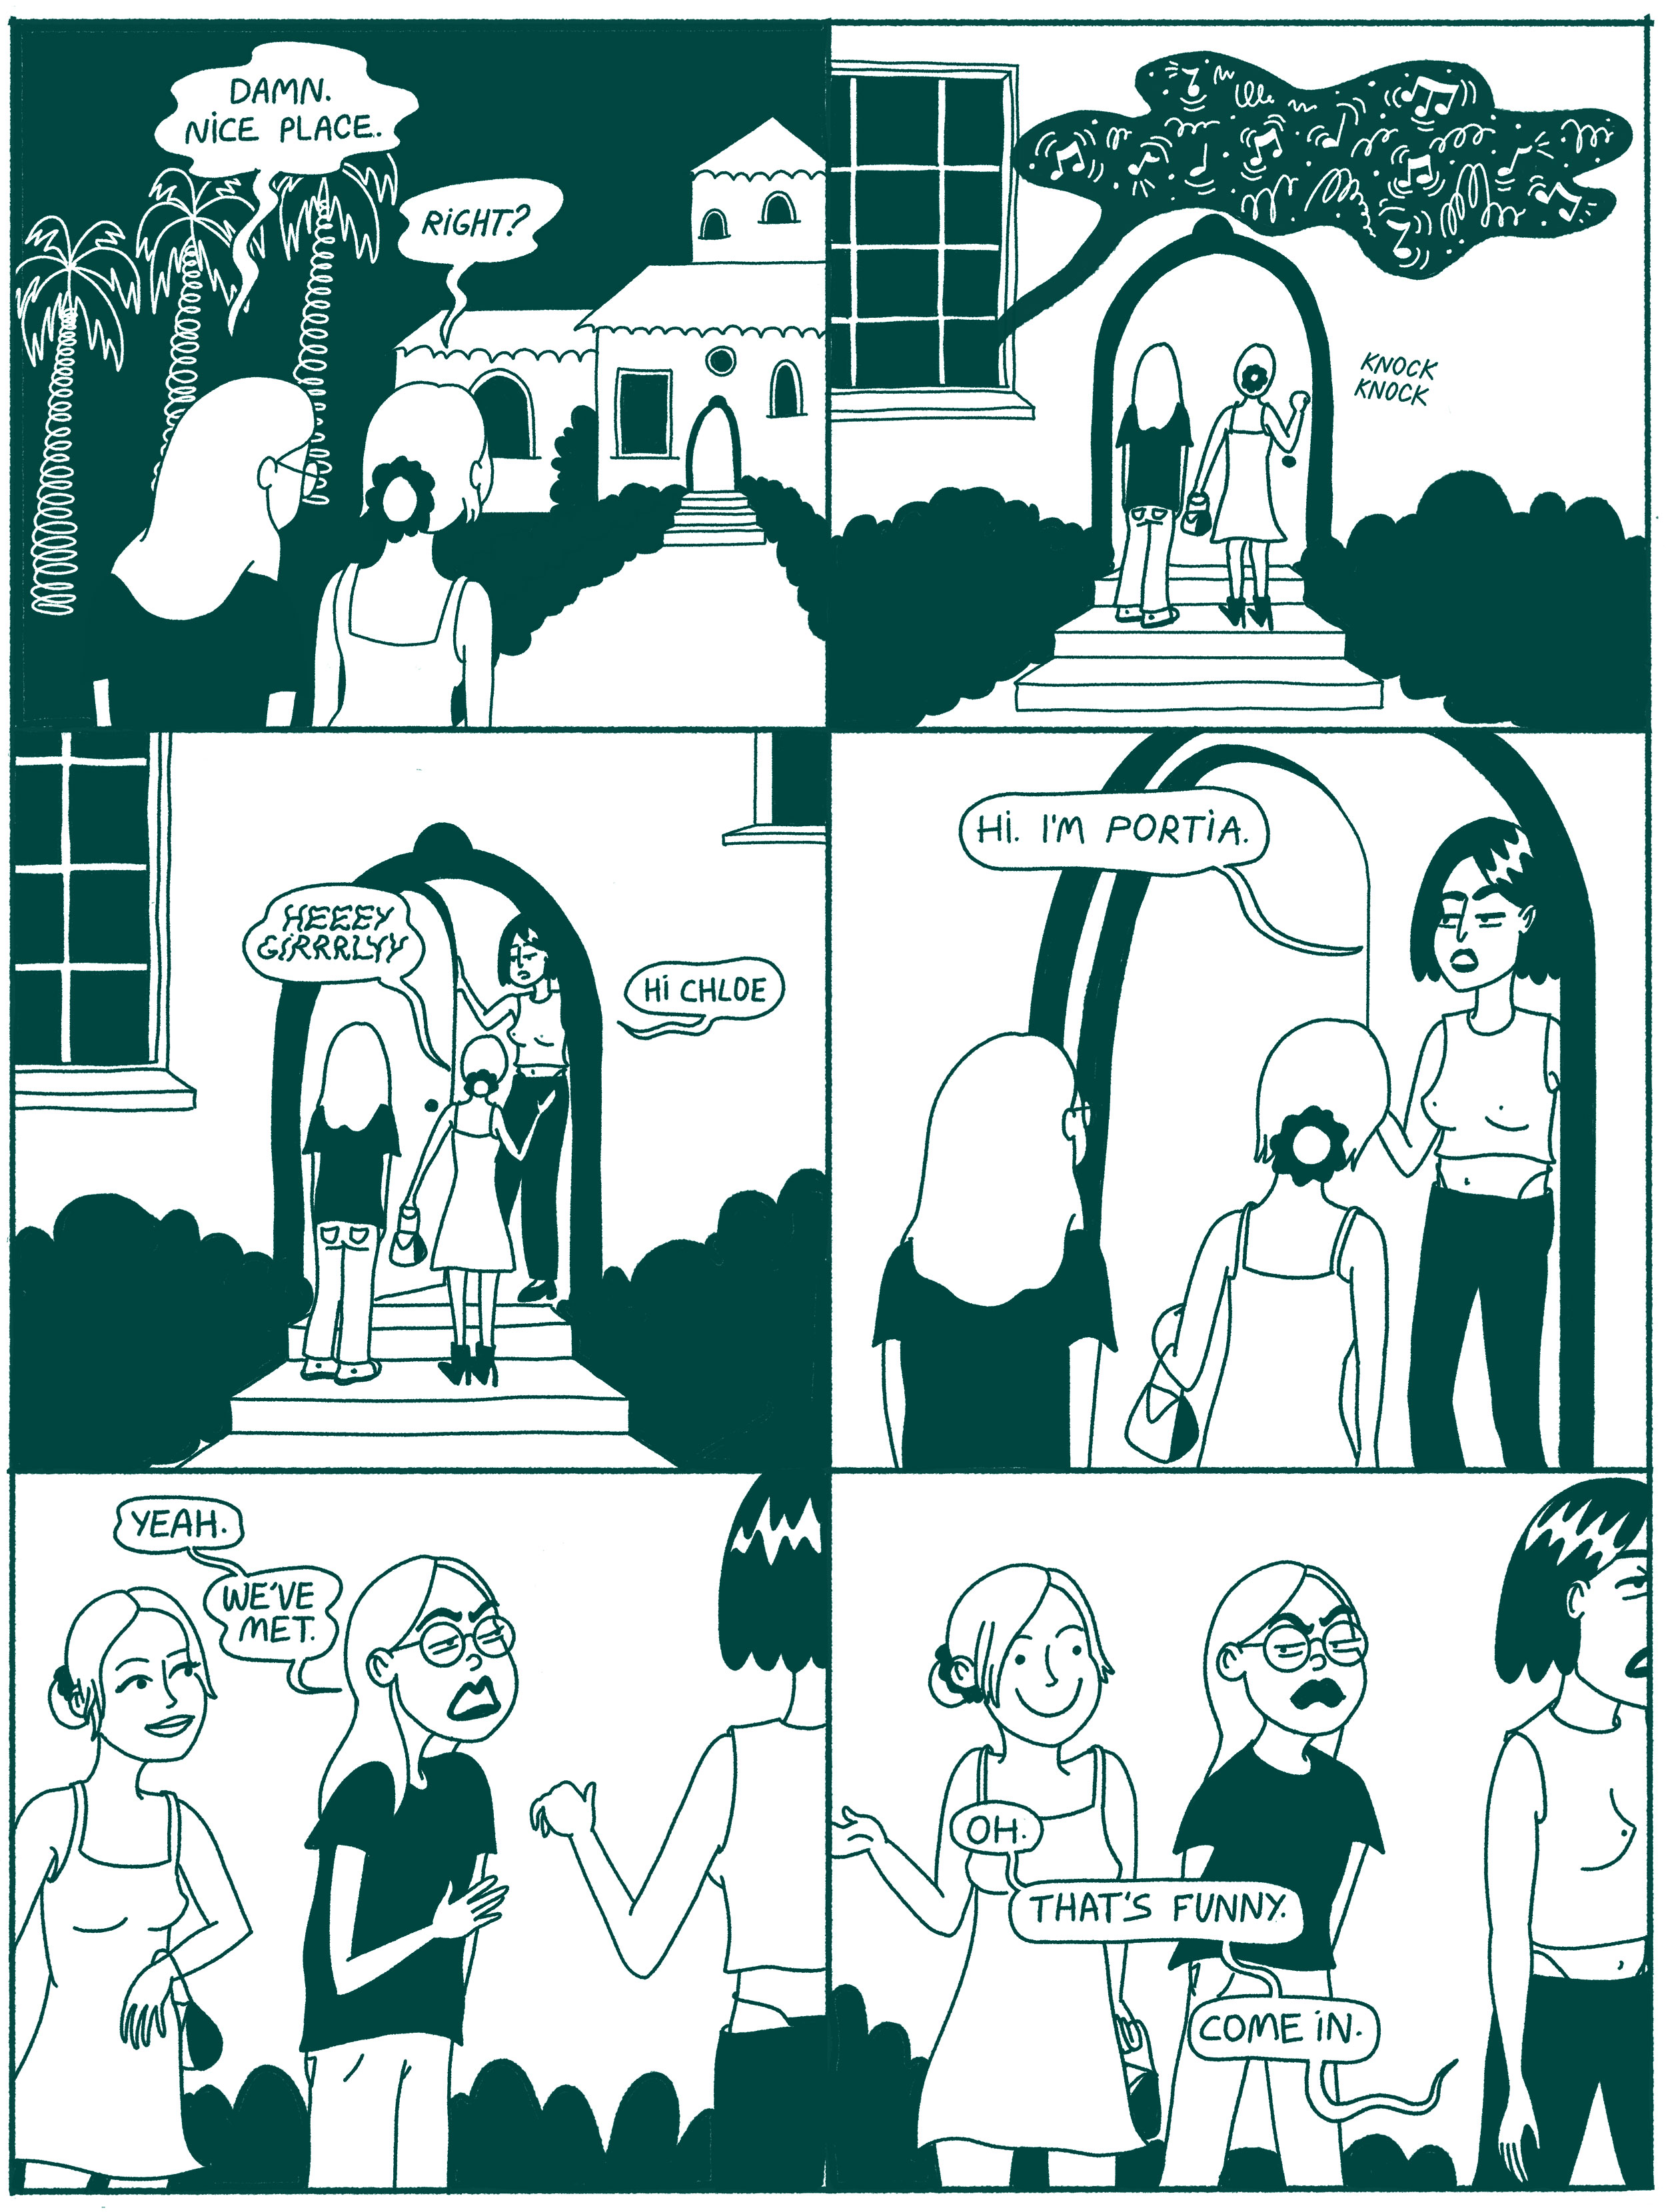 DAMN.
NiCE PLACE.
RiGHT?
KNOCK
KNOCK
HEEEY
GiRRRLYY
Hi CHLOE
Hi. I'M PORTiA.
YEAH.
WE'VE
MET.
OH.
THAT'S FUNNY.
COME iN.